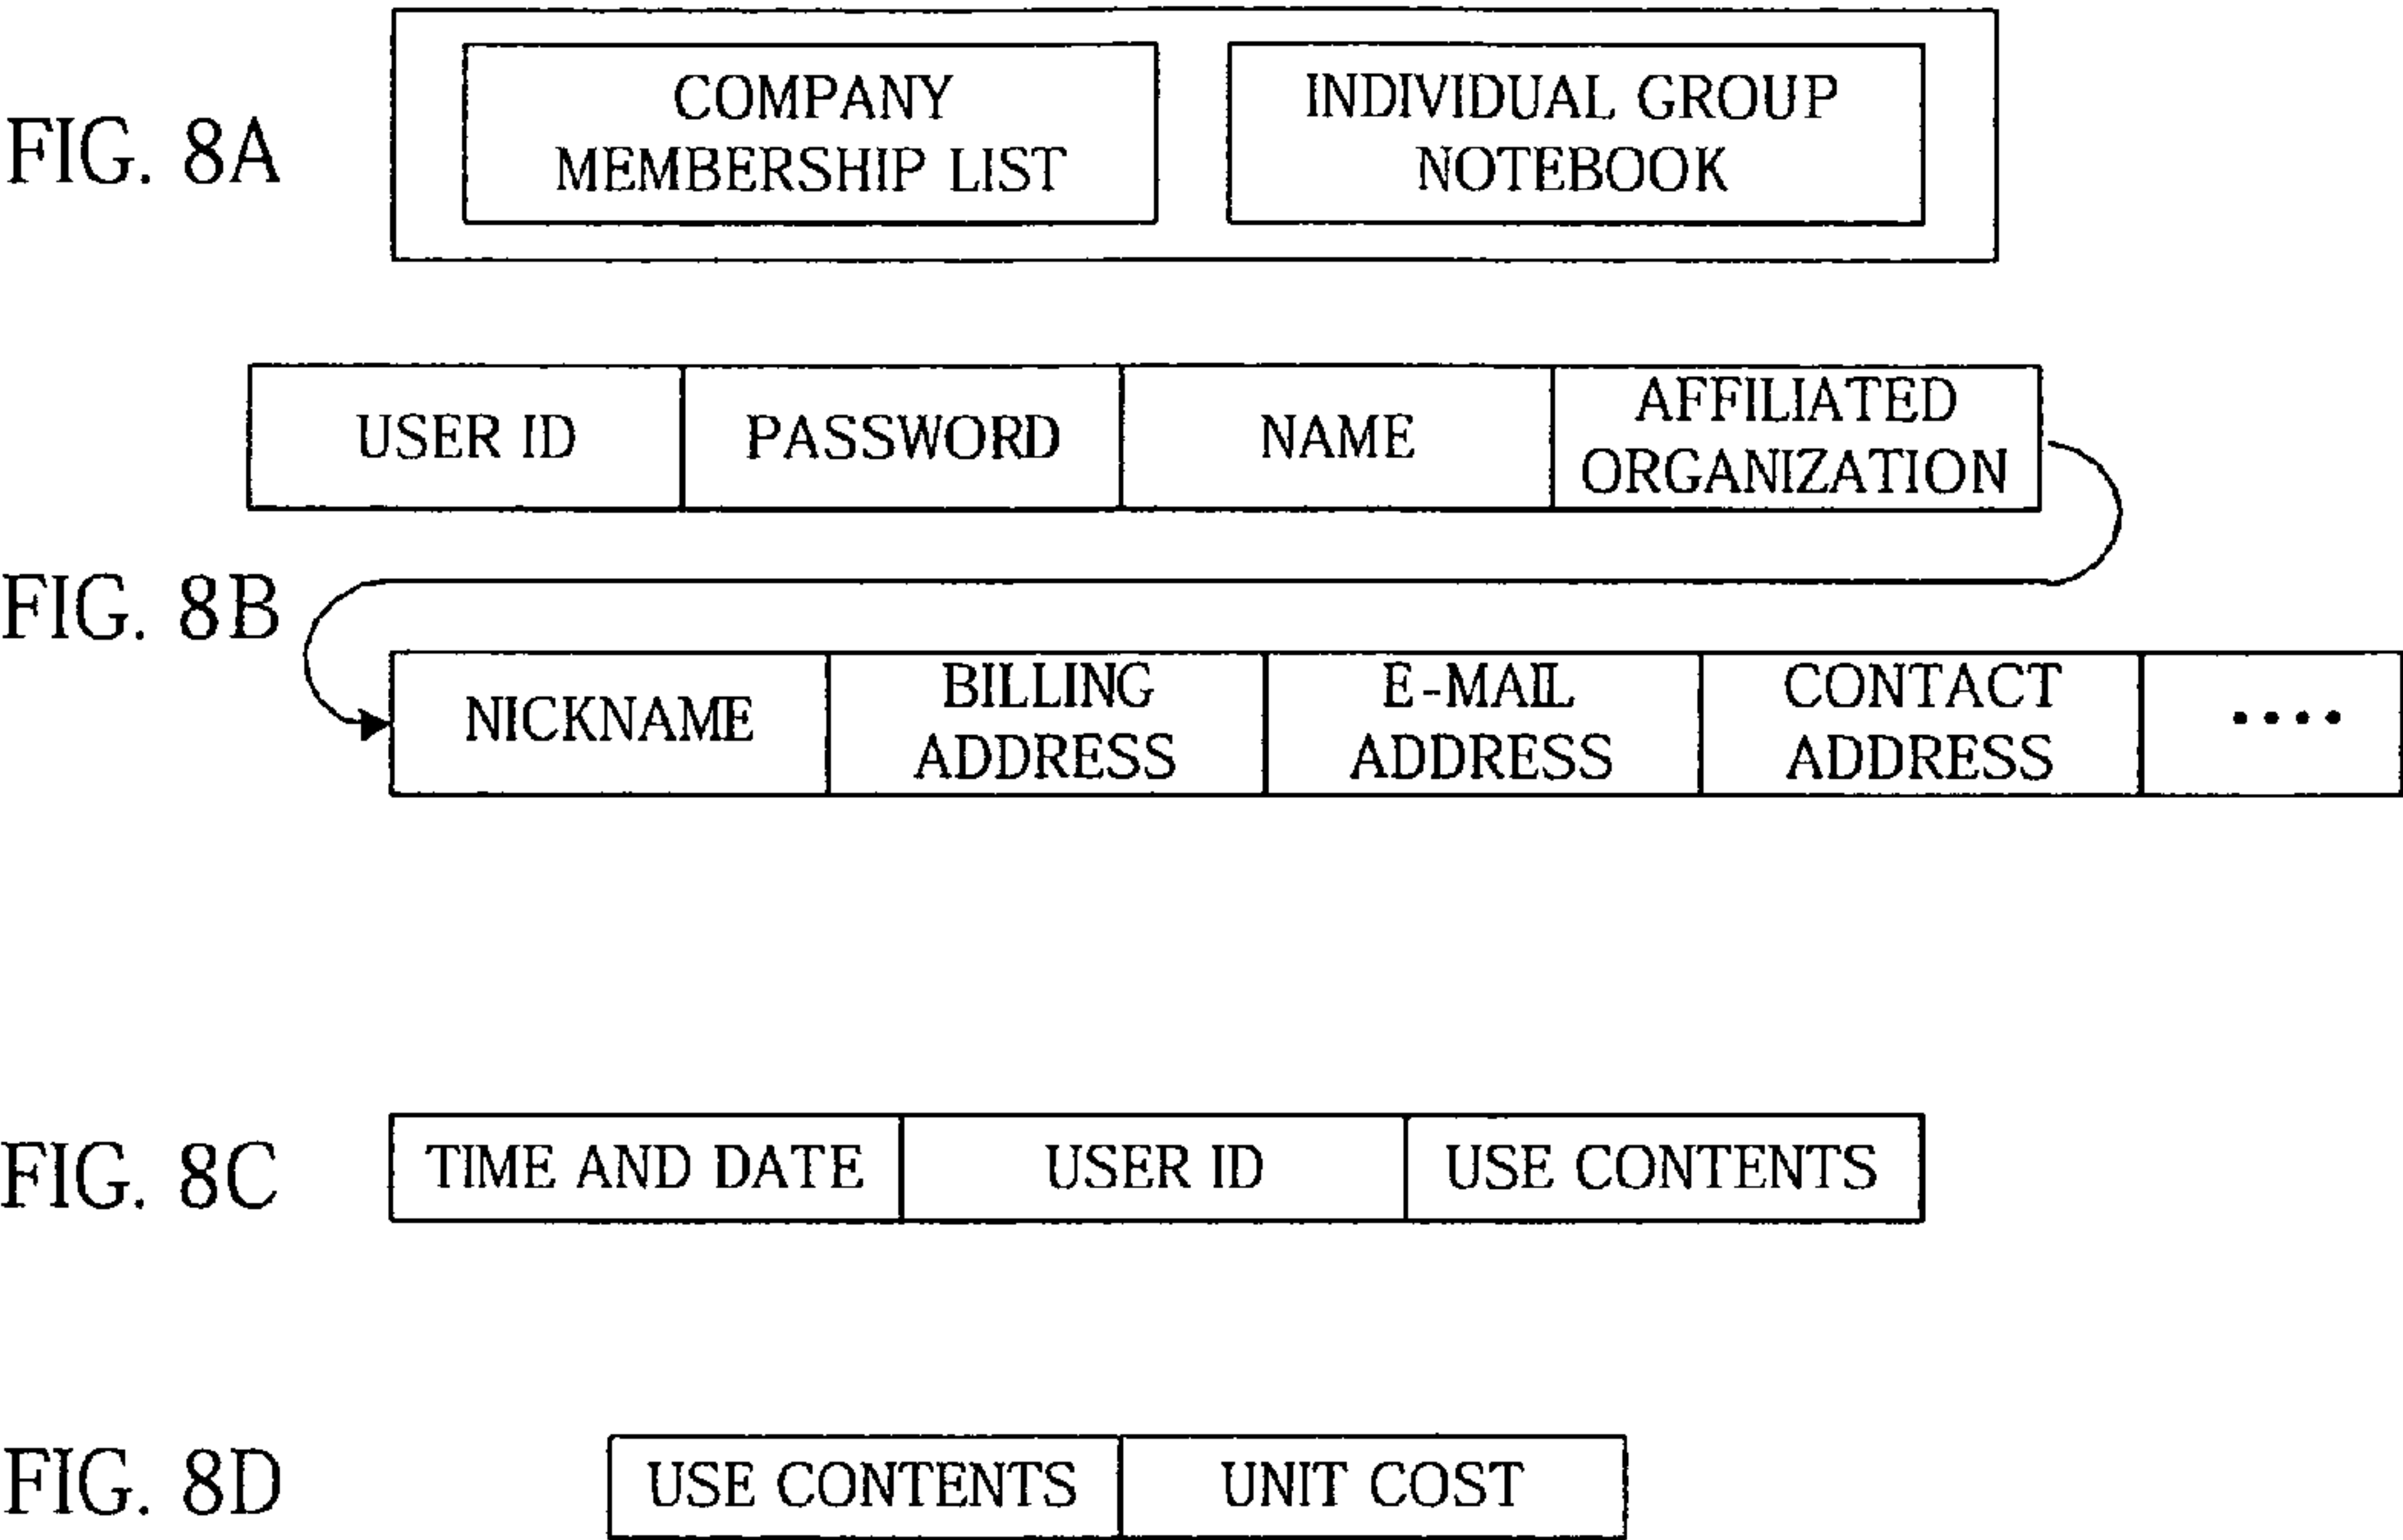 FIG. 8A
COMPANY
MEMBERSHIP LIST
INDIVIDUAL GROUP
NOTEBOOK
FIG. 8B
USER ID
PASSWORD
NAME
AFFILIATED
ORGANIZATION
NICKNAME
BILLING
ADDRESS
E-MAIL
ADDRESS
CONTACT
ADDRESS
....
FIG. 8C
TIME AND DATE
USER ID
USE CONTENTS
FIG. 8D
USE CONTENTS
UNIT COST